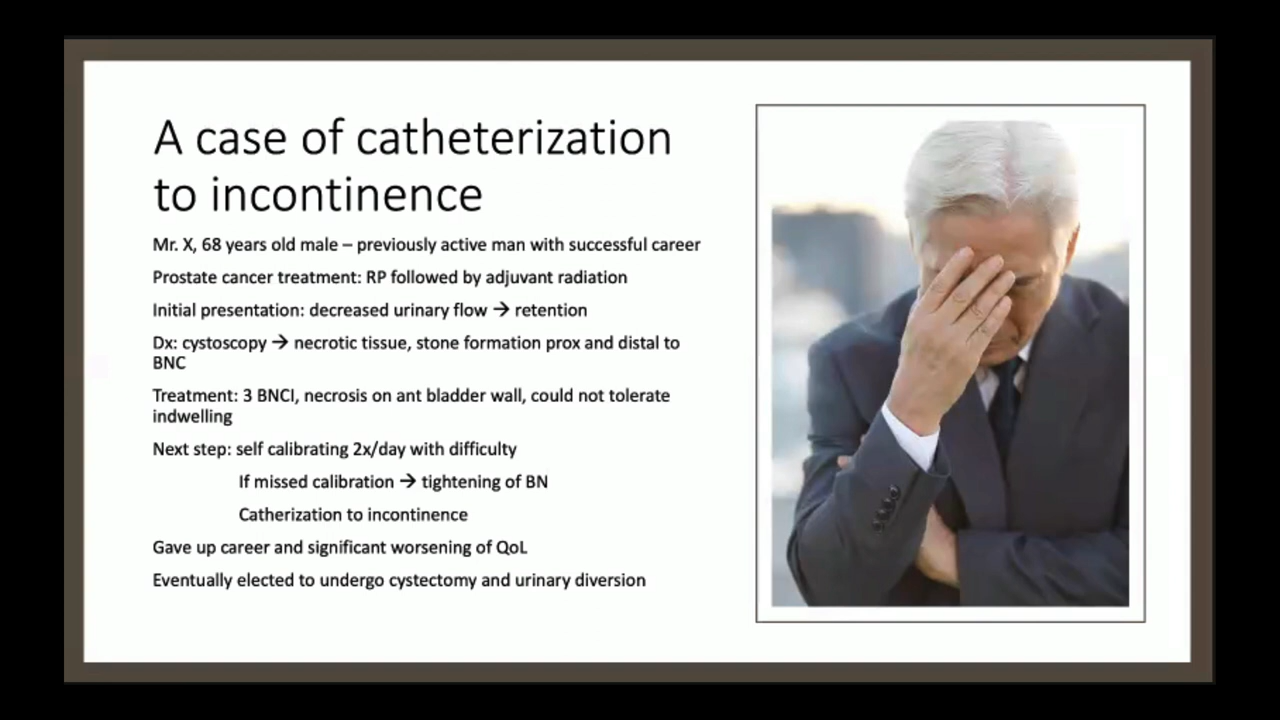 A case of catheterization
to incontinence
Mr. X, 68 years old male – previously active man with successful career
Prostate cancer treatment: RP followed by adjuvant radiation
Initial presentation: decreased urinary flow → retention
Dx: cystoscopy → necrotic tissue, stone formation prox and distal to
BNC
Treatment: 3 BNCI, necrosis on ant bladder wall, could not tolerate
indwelling
Next step: self calibrating 2x/day with difficulty
If missed calibration → tightening of BN
Catherization to incontinence
Gave up career and significant worsening of QoL
Eventually elected to undergo cystectomy and urinary diversion